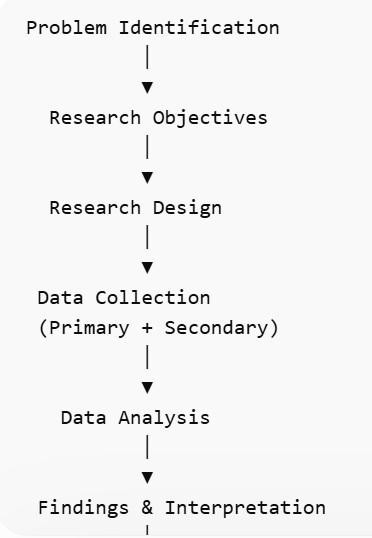 Problem Identification
│
▼
Research Objectives
│
▼
Research Design
│
▼
Data Collection
(Primary + Secondary)
│
▼
Data Analysis
│
▼
Findings & Interpretation
│